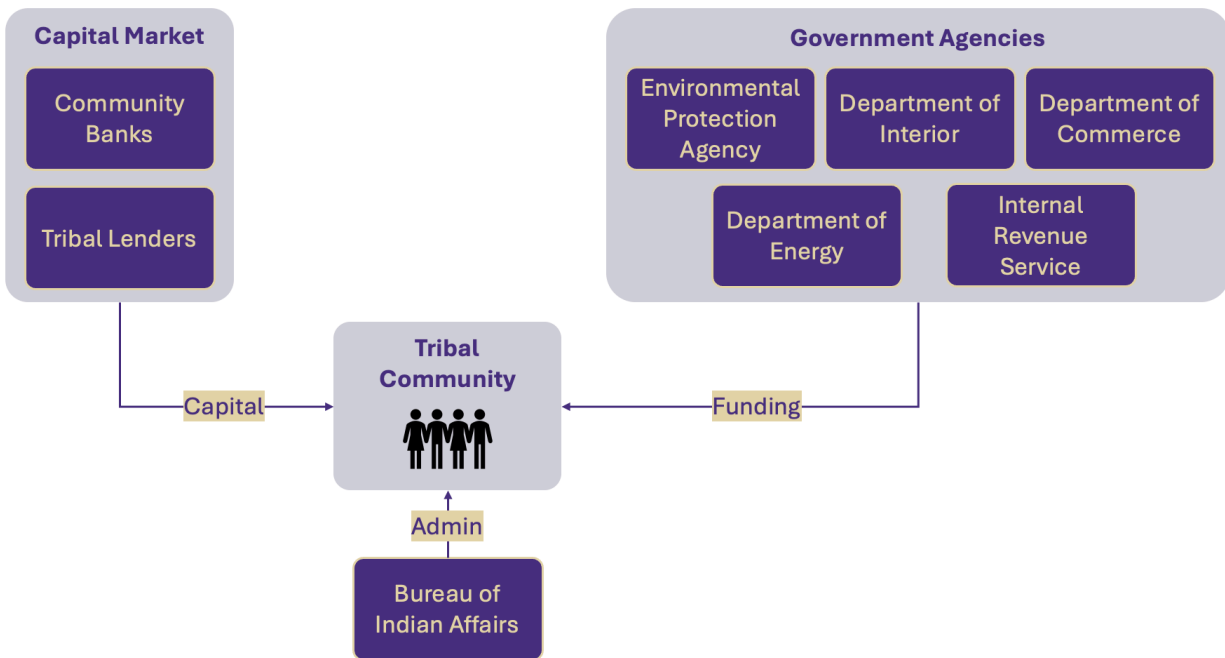 Capital Market
Community
Banks
Tribal Lenders
Government Agencies
Environmental
Protection
Agency
Department of
Interior
Department of
Commerce
Department of
Energy
Internal
Revenue
Service
Tribal
Community
Capital
Funding
Admin
Bureau of
Indian Affairs